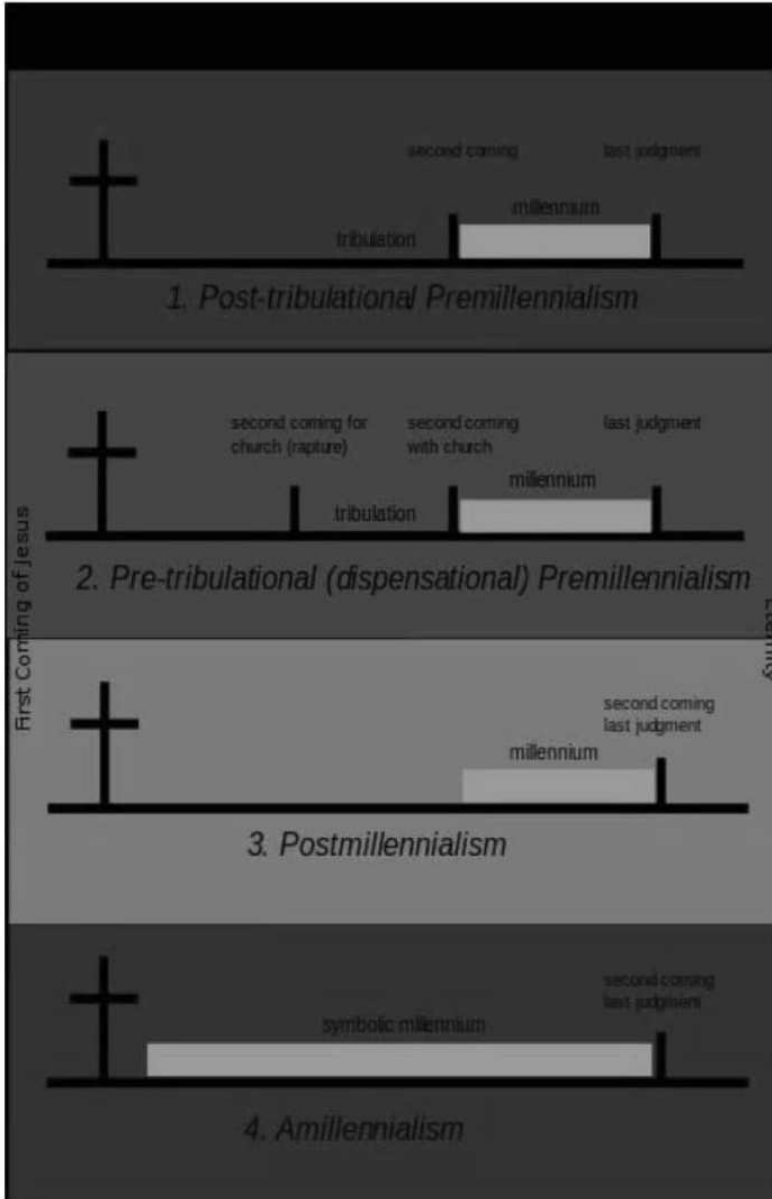 second coming
last judgment
millennium
tribulation
1. Post-tribulational Premillennialism
second coming for
church (rapture)
second coming
with church
last judgment
millennium
tribulation
2. Pre-tribulational (dispensational) Premillennialism
First Coming of Jesus
Eternity
second coming
last judgment
millennium
3. Postmillennialism
second coming
last judgment
symbolic millennium
4. Amillennialism